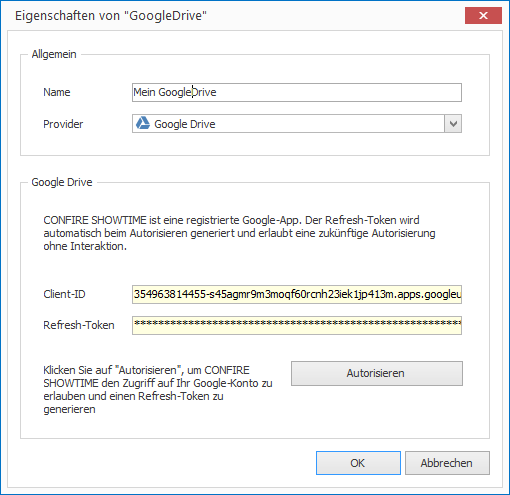 Eigenschaften von "GoogleDrive"
Allgemein
Name
Mein GoogleDrive
Provider
Google Drive
Google Drive
CONFIRE SHOWTIME ist eine registrierte Google-App. Der Refresh-Token wird
automatisch beim Autorisieren generiert und erlaubt eine zukünftige Autorisierung
ohne Interaktion.
Client-ID
354963814455-s45agmr9m3moqf60rcnh23iek1jp413m.apps.googleu
Refresh-Token
*******************************************************
Klicken Sie auf "Autorisieren", um CONFIRE
SHOWTIME den Zugriff auf Ihr Google-Konto zu
erlauben und einen Refresh-Token zu
generieren
Autorisieren
OK
Abbrechen